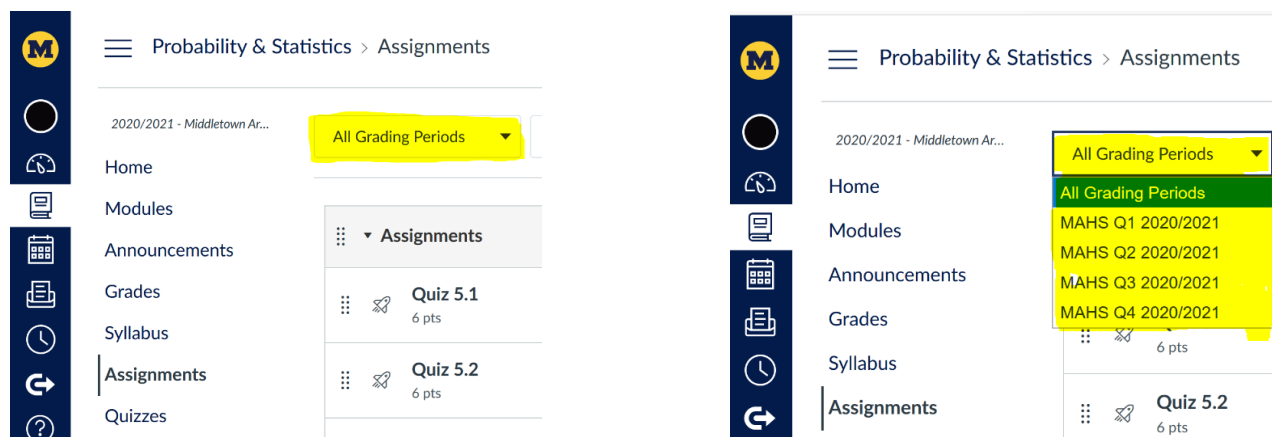 M
Probability & Statistics > Assignments
2020/2021 - Middletown Ar...
All Grading Periods
Home
Modules
Announcements
Assignments
Grades
Quiz 5.1
6 pts
Syllabus
Assignments
Quiz 5.2
6 pts
Quizzes
?
M
Probability & Statistics > Assignments
2020/2021 - Middletown Ar...
All Grading Periods
Home
All Grading Periods
Modules
MAHS Q1 2020/2021
MAHS Q2 2020/2021
Announcements
MAHS Q3 2020/2021
Grades
MAHS Q4 2020/2021
6 pts
Syllabus
Assignments
Quiz 5.2
6 pts